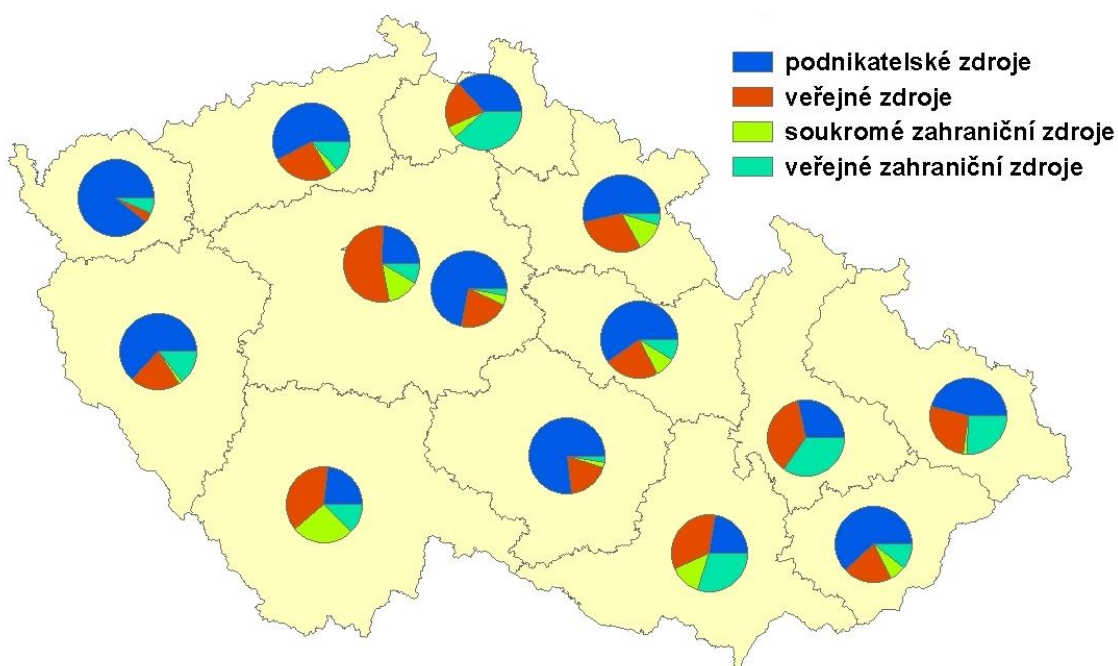 podnikatelské zdroje
veřejné zdroje
soukromé zahraniční zdroje
veřejné zahraniční zdroje